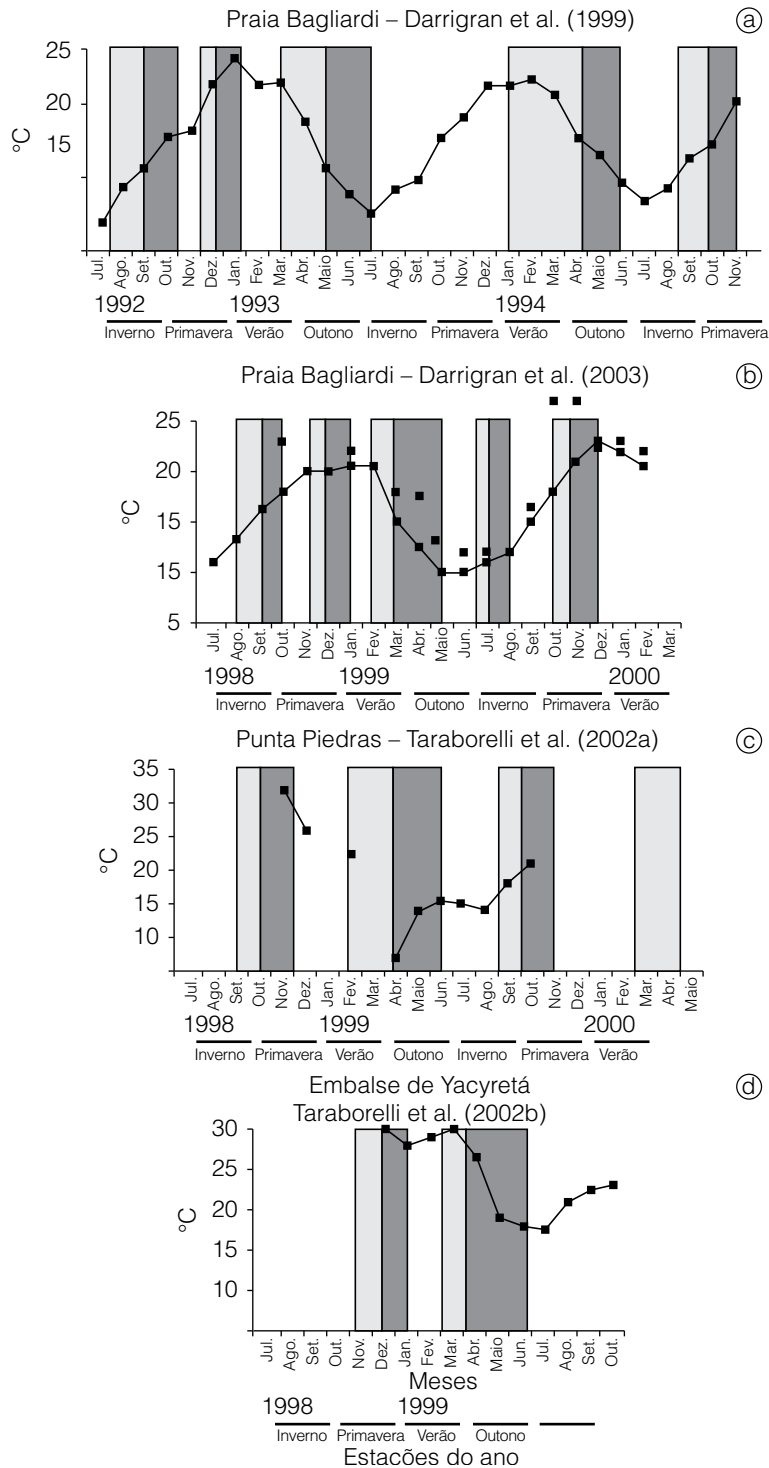 Praia Bagliardi – Darrigran et al. (1999)
a
25
20
15
°C
Jul. Ago. Set. Out. Nov. Dez. Jan. Fev. Mar. Abr. Maio Jun. Jul. Ago. Set. Out. Nov. Dez. Jan. Fev. Mar. Abr. Maio Jun. Jul. Ago. Set. Out. Nov.
1992 1993 1994
Inverno Primavera Verão Outono Inverno Primavera Verão Outono Inverno Primavera
Praia Bagliardi – Darrigran et al. (2003)
b
25
20
15
15
5
°C
Jul. Ago. Set. Out. Nov. Dez. Jan. Fev. Mar. Abr. Maio Jun. Jul. Ago. Set. Out. Nov. Dez. Jan. Fev. Mar.
1998 1999 2000
Inverno Primavera Verão Outono Inverno Primavera Verão
Punta Piedras – Taraborelli et al. (2002a)
c
35
30
25
20
15
10
°C
Jul. Ago. Set. Out. Nov. Dez. Jan. Fev. Mar. Abr. Maio Jun. Jul. Ago. Set. Out. Nov. Dez. Jan. Fev. Mar. Abr. Maio
1998 1999 2000
Inverno Primavera Verão Outono Inverno Primavera Verão
Embalse de Yacyretá
d
Taraborelli et al. (2002b)
30
25
20
15
10
°C
Jul. Ago. Set. Out. Nov. Dez. Jan. Fev. Mar. Abr. Maio Jun. Jul. Ago. Set. Out.
Meses
1998 1999
Inverno Primavera Verão Outono
Estações do ano